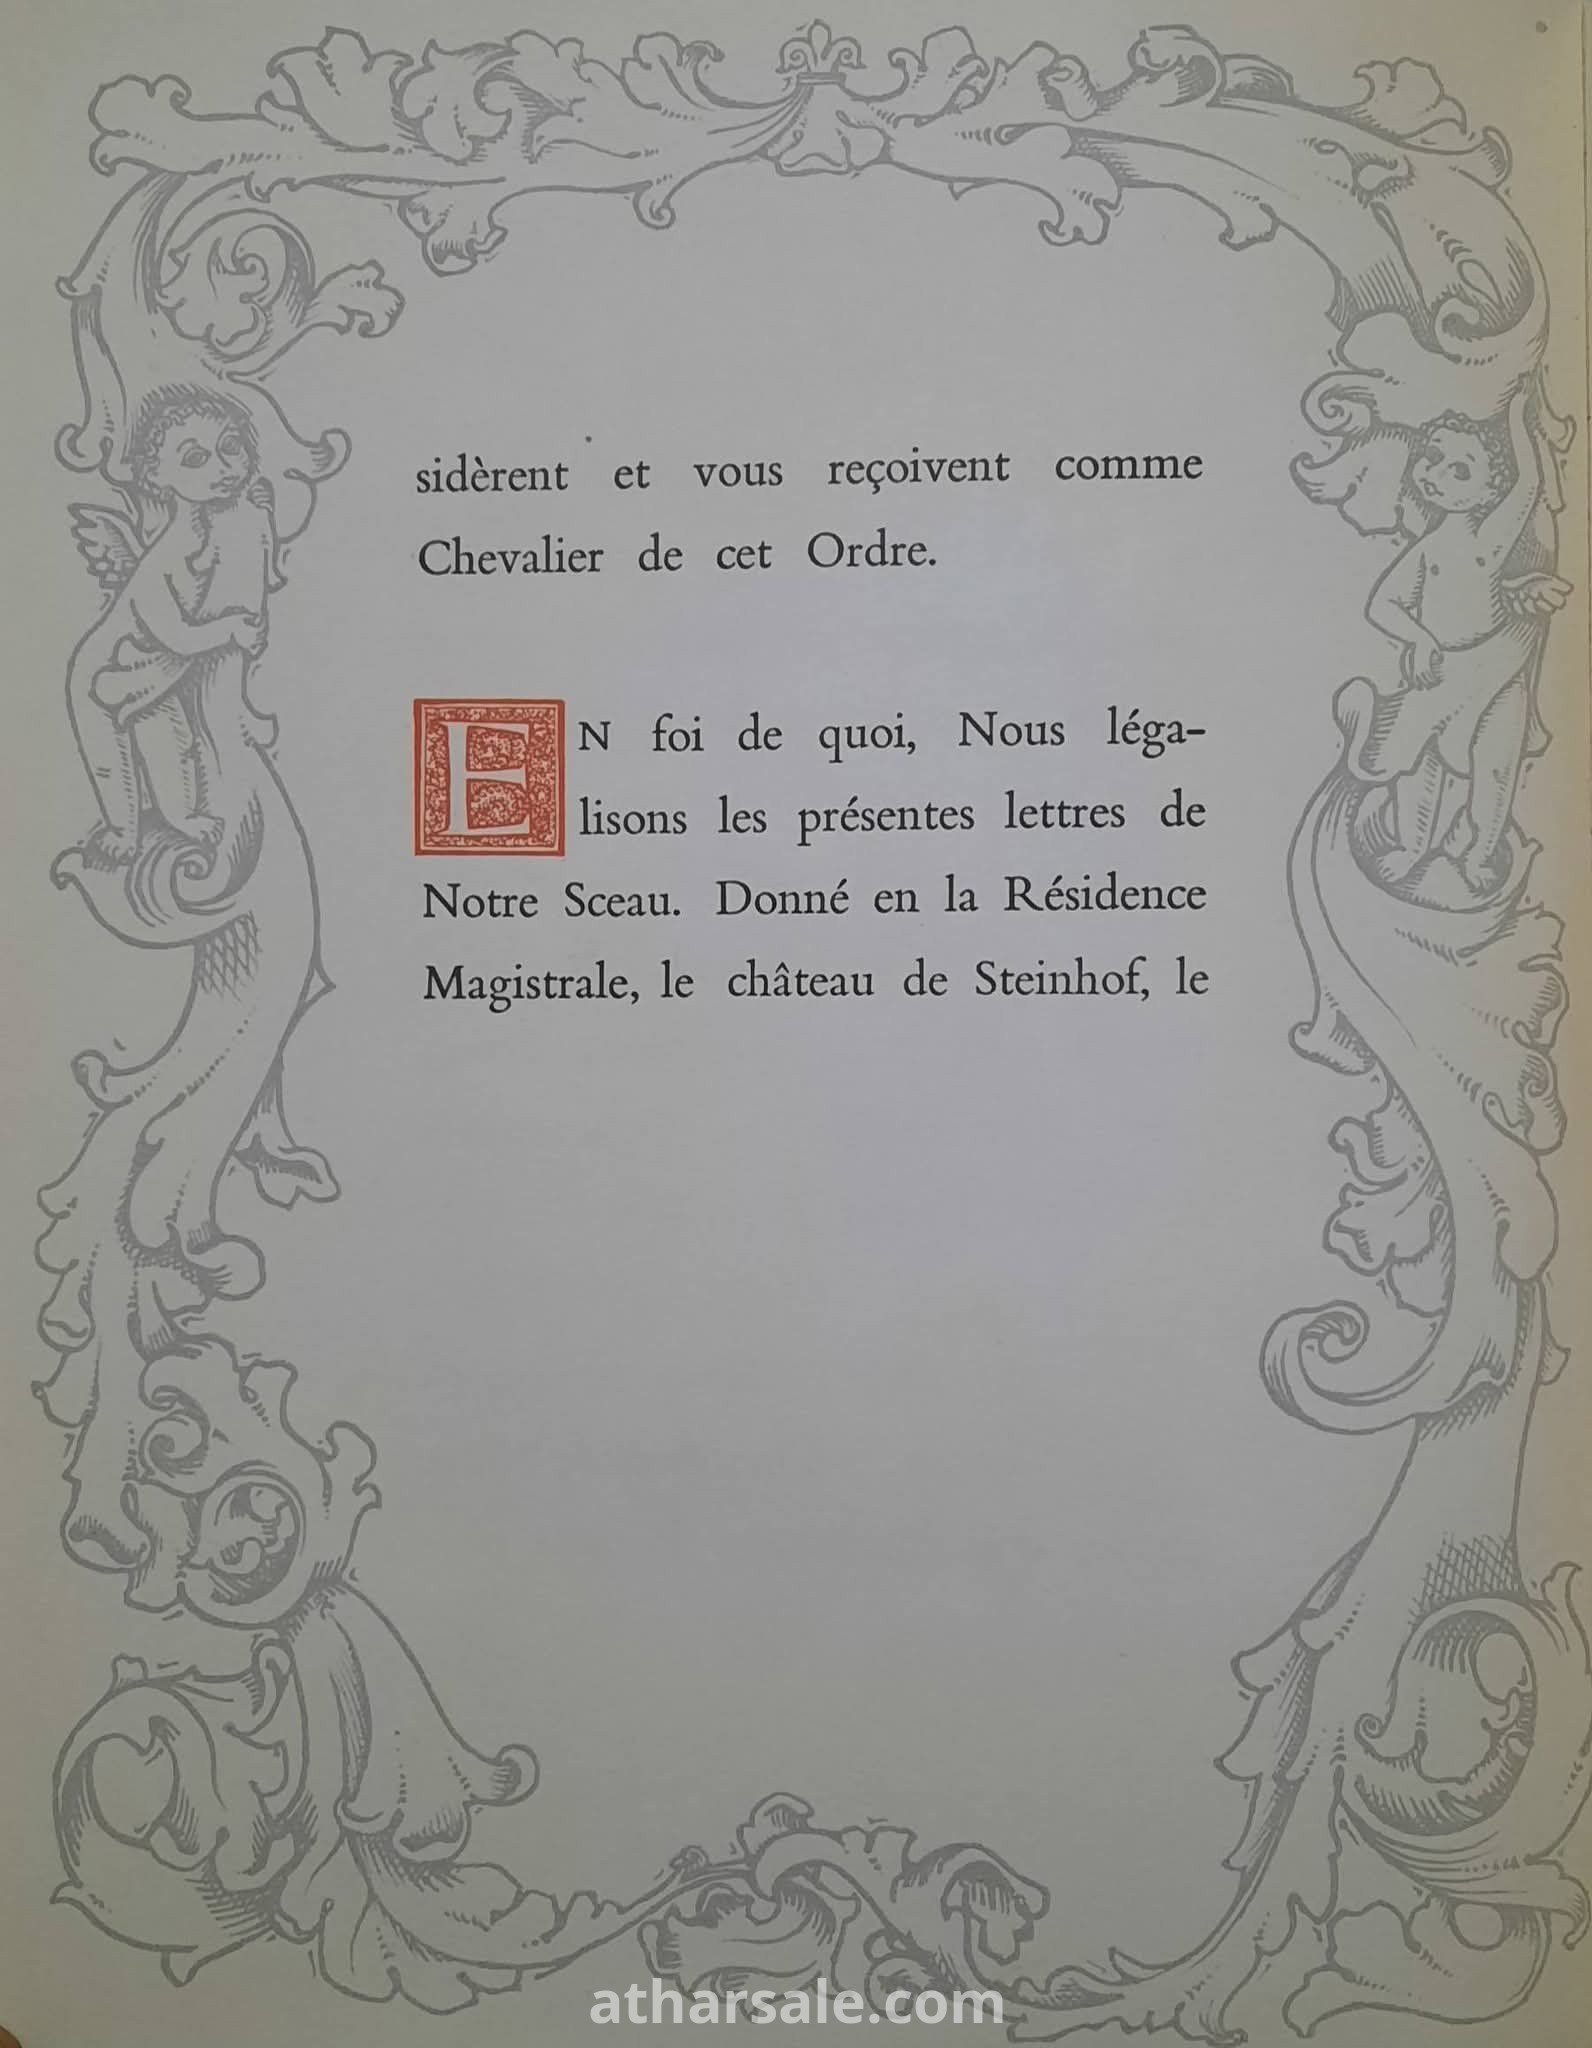 sidèrent et vous reçoivent comme
Chevalier de cet Ordre.
EN foi de quoi, Nous léga-
lisons les présentes lettres de
Notre Sceau. Donné en la Résidence
Magistrale, le château de Steinhof, le
atharsale.com